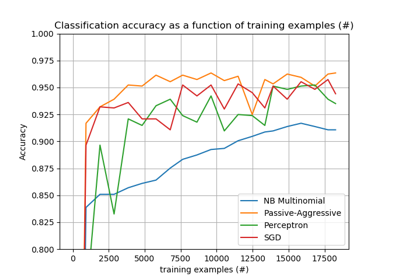 Classification accuracy as a function of training examples (#)
1.000
0.975
0.950
0.925
0.900
0.875
0.850
0.825
0.800
Accuracy
NB Multinomial
Passive-Aggressive
Perceptron
SGD
0 2500 5000 7500 10000 12500 15000 17500
training examples (#)